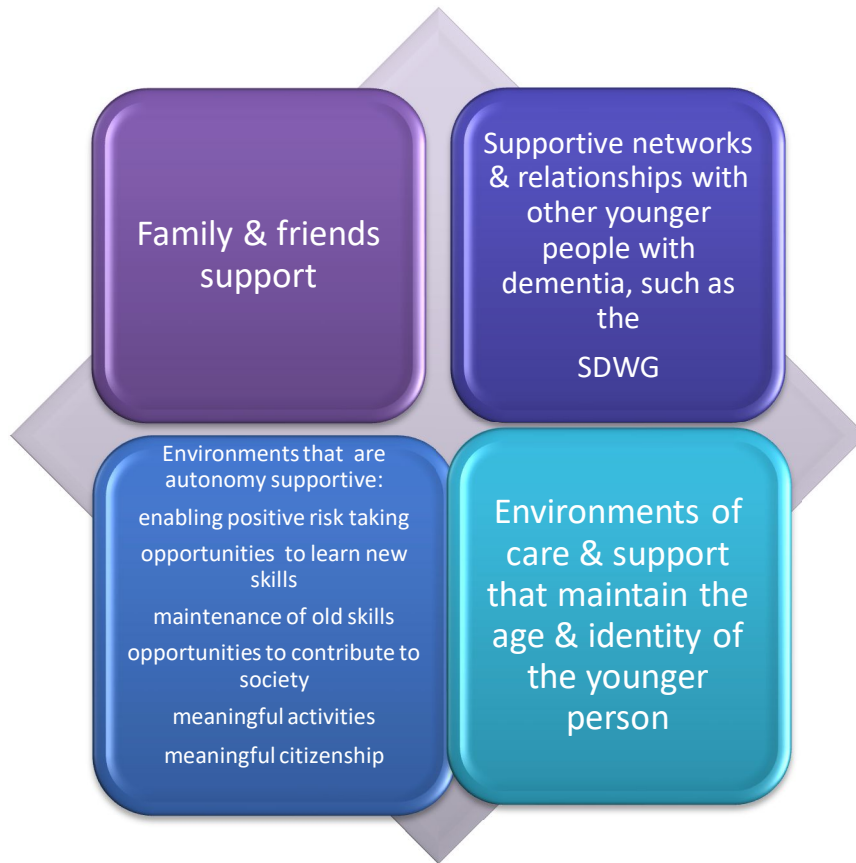 Family & friends
support
Supportive networks
& relationships with
other younger
people with
dementia, such as
the
SDWG
Environments that are
autonomy supportive:
enabling positive risk taking
opportunities to learn new
skills
maintenance of old skills
opportunities to contribute to
society
meaningful activities
meaningful citizenship
Environments of
care & support
that maintain the
age & identity of
the younger
person